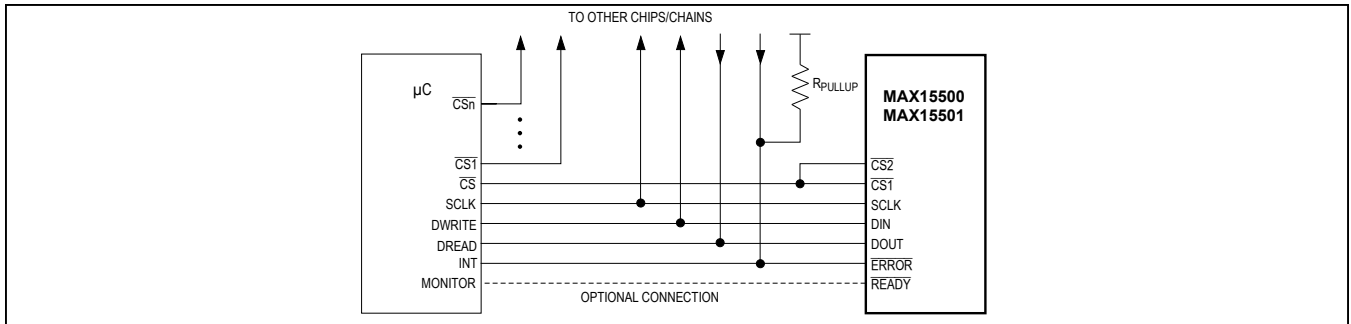 TO OTHER CHIPS/CHAINS
µC
CSn
RPULLUP
MAX15500
MAX15501
CS1
CS
SCLK
DWRITE
DREAD
INT
MONITOR
CS2
CS1
SCLK
DIN
DOUT
ERROR
READY
OPTIONAL CONNECTION